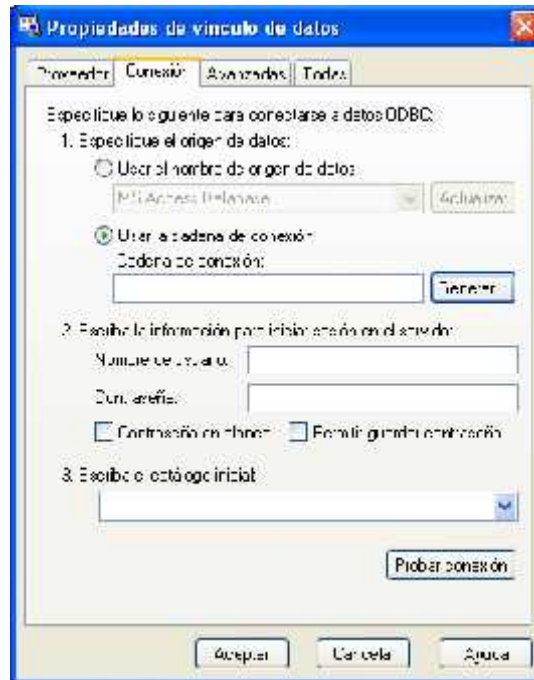 Propiedades de vínculo de datos
Proveedor Conexión Avanzadas Todas
Especifique lo siguiente para conectarse a datos ODBC:
1. Especifique el origen de datos:
Usar el nombre de origen de datos
MS Access Database Actualizar
Usar la cadena de conexión
Cadena de conexión:
Generar...
2. Escriba la información para iniciar sesión en el servidor
Nombre de usuario:
Contraseña:
Contraseña en blanco Permitir guardar contraseña
3. Escriba el catálogo inicial:
Probar conexión
Aceptar Cancelar Ayuda